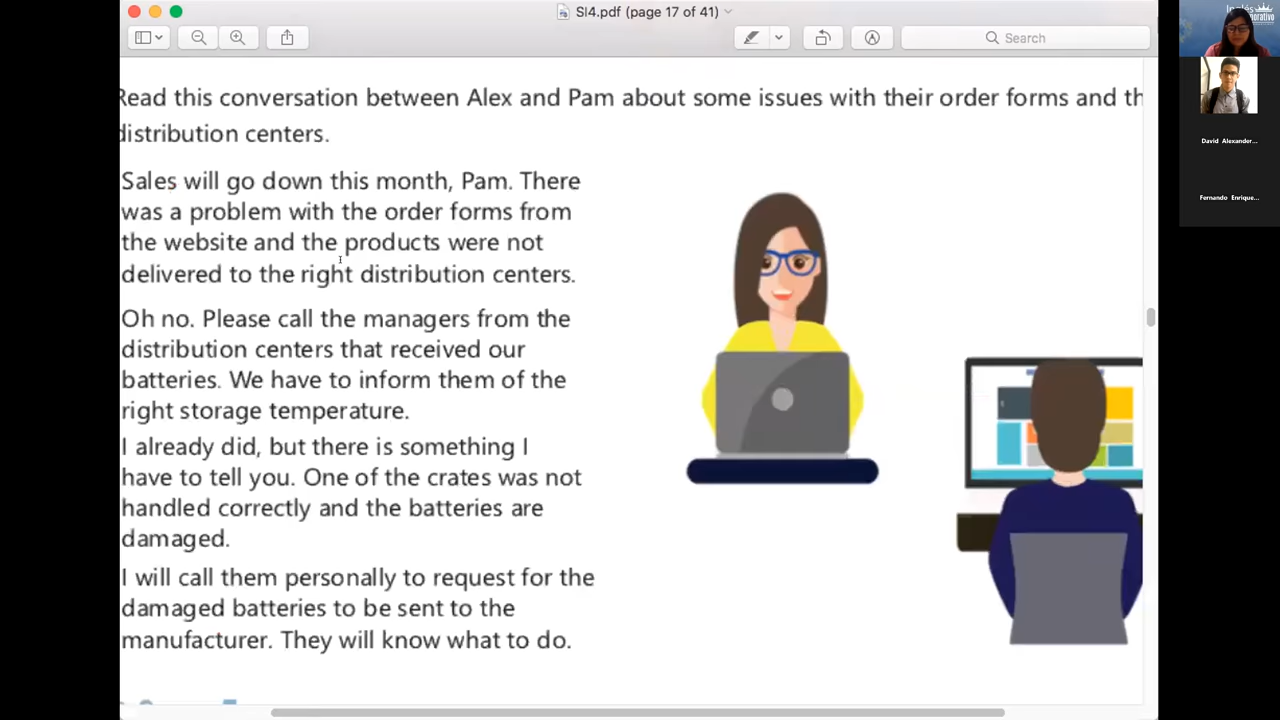 SI4.pdf (page 17 of 41)
Search
Read this conversation between Alex and Pam about some issues with their order forms and th
distribution centers.
Sales will go down this month, Pam. There
was a problem with the order forms from
the website and the products were not
delivered to the right distribution centers.
Oh no. Please call the managers from the
distribution centers that received our
batteries. We have to inform them of the
right storage temperature.
I already did, but there is something I
have to tell you. One of the crates was not
handled correctly and the batteries are
damaged.
I will call them personally to request for the
damaged batteries to be sent to the
manufacturer. They will know what to do.
Inglés
David Alexander...
Fernando Enrique...